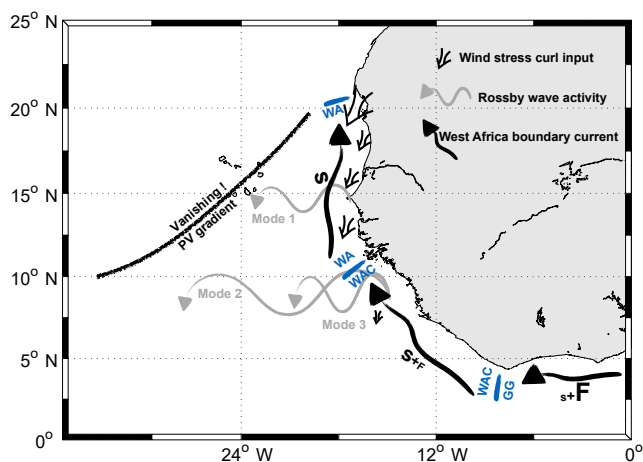 25° N
20° N
15° N
10° N
5° N
0°
24° W
12° W
0°
Wind stress curl input
Rossby wave activity
West Africa boundary current
WA
S
Vanishing !
PV gradient
Mode 1
WA
WAC
Mode 2
Mode 3
S+F
WAC
GG
s+F